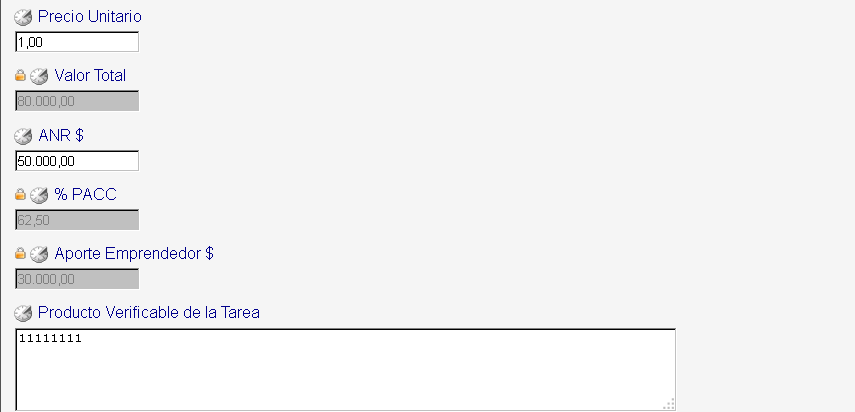 Precio Unitario
1,00
Valor Total
80.000,00
ANR $
50.000,00
% PACC
62,50
Aporte Emprendedor $
30.000,00
Producto Verificable de la Tarea
11111111